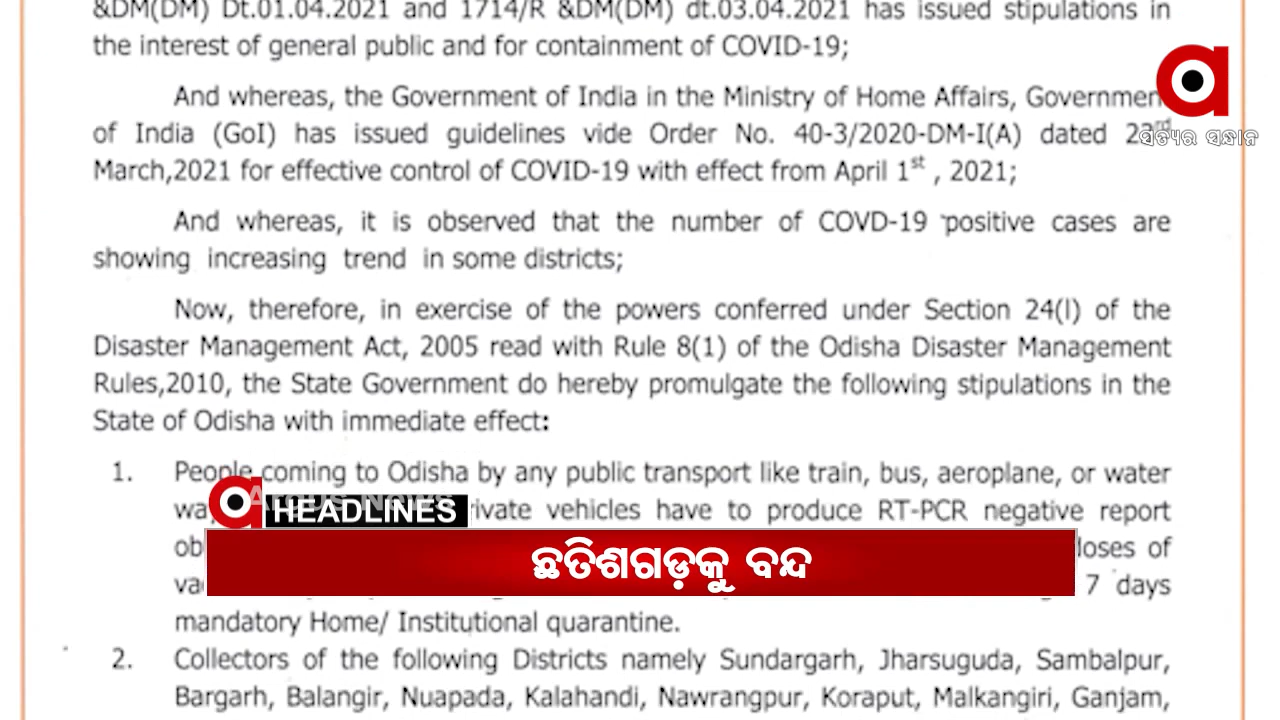 &DM(DM) Dt.01.04.2021 and 1714/R &DM(DM) dt.03.04.2021 has issued stipulations in
the interest of general public and for containment of COVID-19;
And whereas, the Government of India in the Ministry of Home Affairs, Government
of India (GoI) has issued guidelines vide Order No. 40-3/2020-DM-I(A) dated 23rd
March,2021 for effective control of COVID-19 with effect from April 1st , 2021;
And whereas, it is observed that the number of COVD-19 positive cases are
showing increasing trend in some districts;
Now, therefore, in exercise of the powers conferred under Section 24(l) of the
Disaster Management Act, 2005 read with Rule 8(1) of the Odisha Disaster Management
Rules,2010, the State Government do hereby promulgate the following stipulations in the
State of Odisha with immediate effect:
1. People coming to Odisha by any public transport like train, bus, aeroplane, or water
vehicles have to produce RT-PCR negative report
of
7 days
mandatory Home/ Institutional quarantine.
2. Collectors of the following Districts namely Sundargarh, Jharsuguda, Sambalpur,
Bargarh, Balangir, Nuapada, Kalahandi, Nawrangpur, Koraput, Malkangiri, Ganjam,
ସତ୍ୟର ସନ୍ଧାନ
ARGUS NEWS
HEADLINES
ଛତିଶଗଡ଼କୁ ବନ୍ଦ